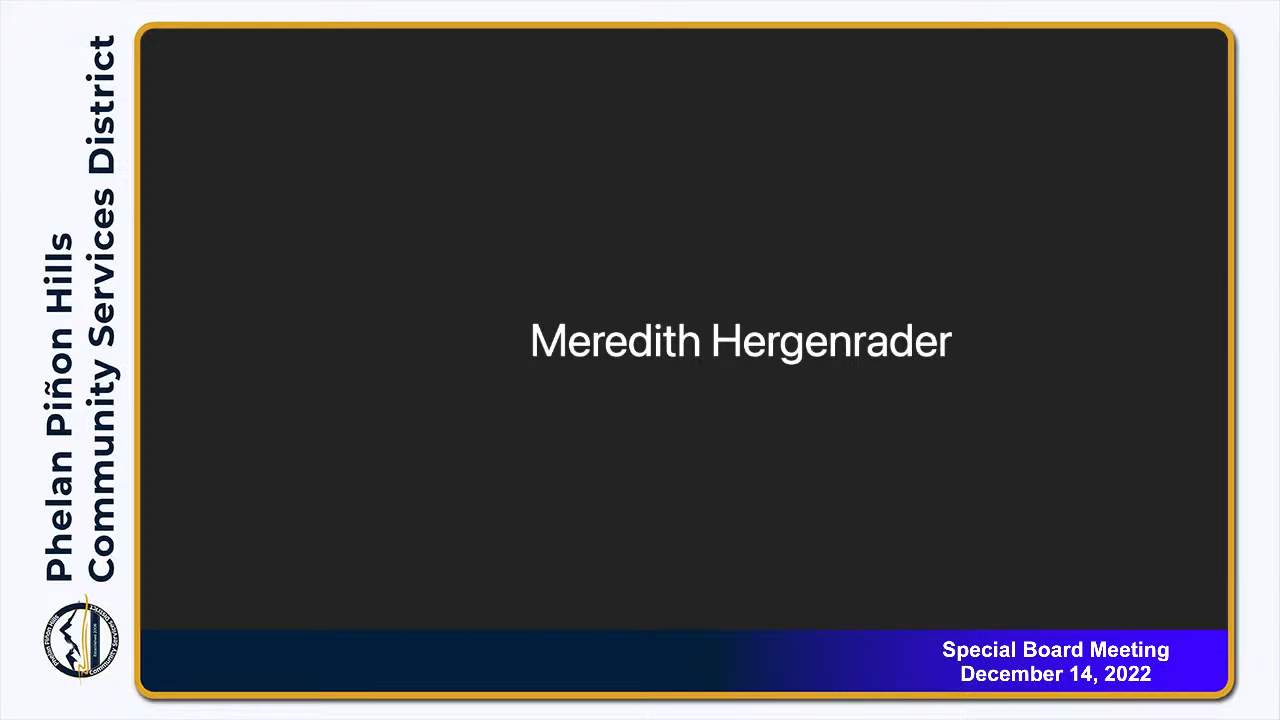 Phelan Piñon Hills
Community Services District
Meredith Hergenrader
Special Board Meeting
December 14, 2022